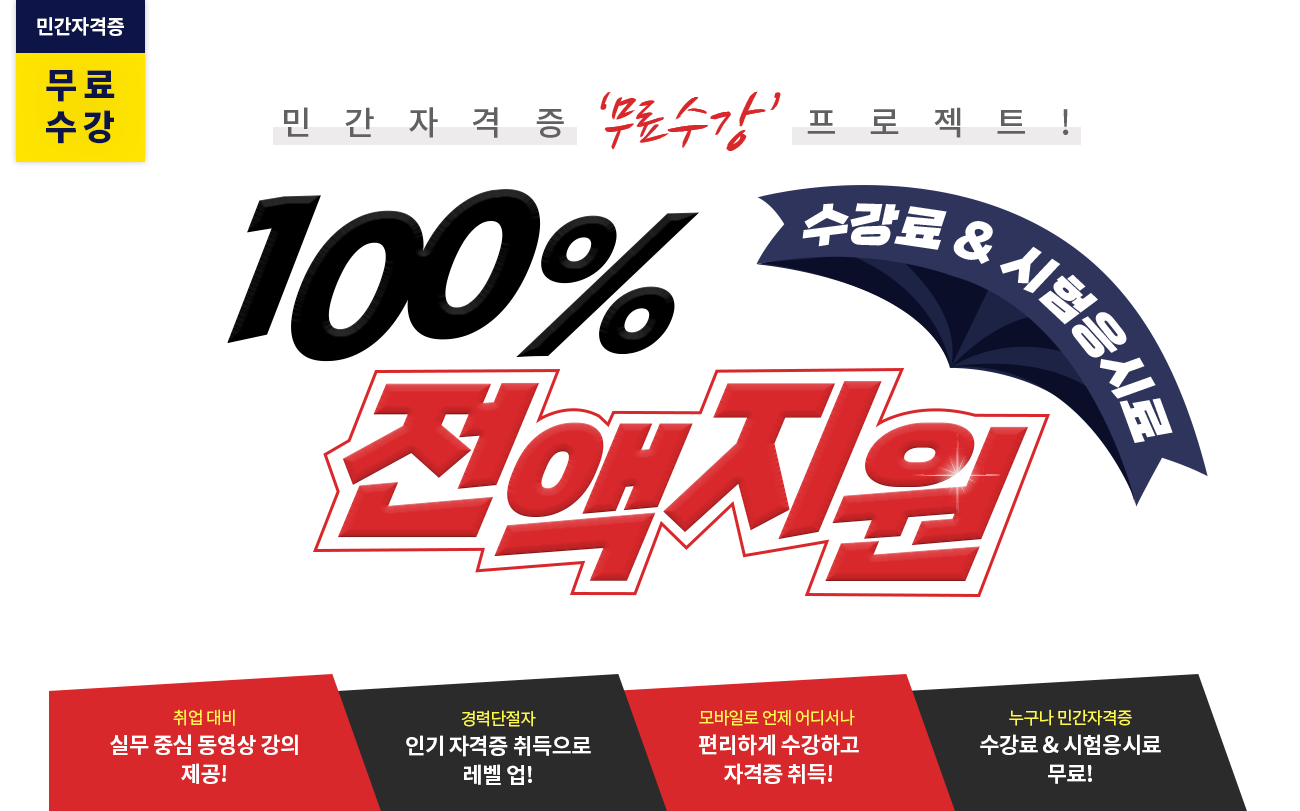 민간자격증
무료
수강
민간자격증 '무료수강' 프로젝트!
100%
수강료 & 시험응시료
전액지원
취업 대비
실무 중심 동영상 강의
제공!
경력단절자
인기 자격증 취득으로
레벨 업!
모바일로 언제 어디서나
편리하게 수강하고
자격증 취득!
누구나 민간자격증
수강료 & 시험응시료
무료!